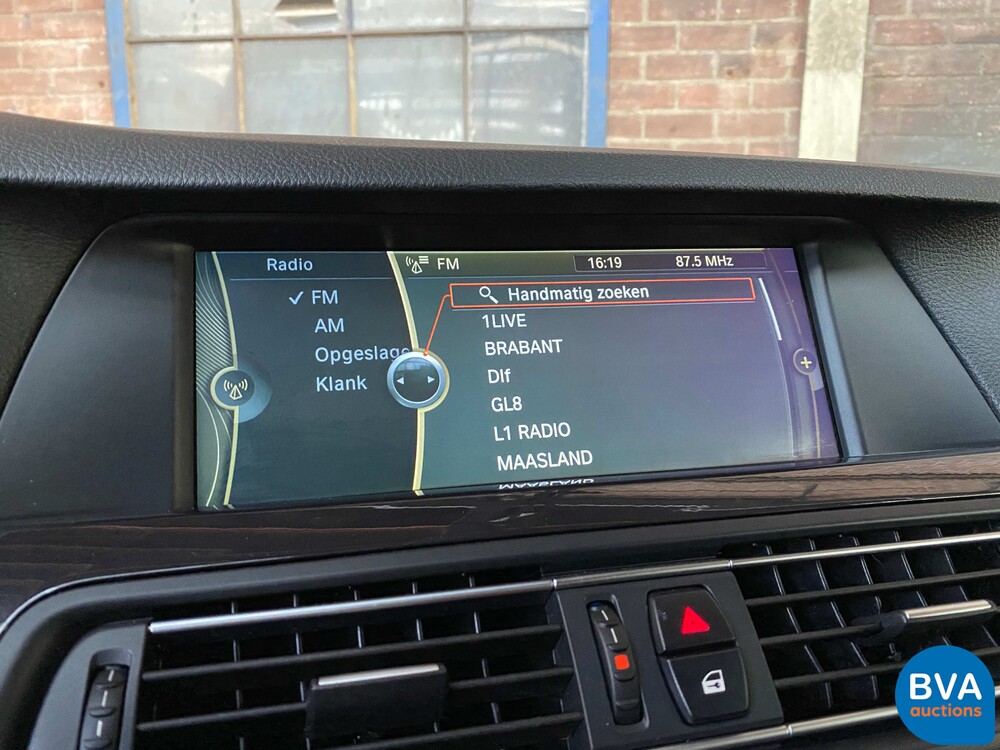 Radio
FM
16:19
87.5 MHz
FM
AM
Opgeslage
Klank
Handmatig zoeken
1LIVE
BRABANT
Dlf
GL8
L1 RADIO
MAASLAND
BVA
auctions